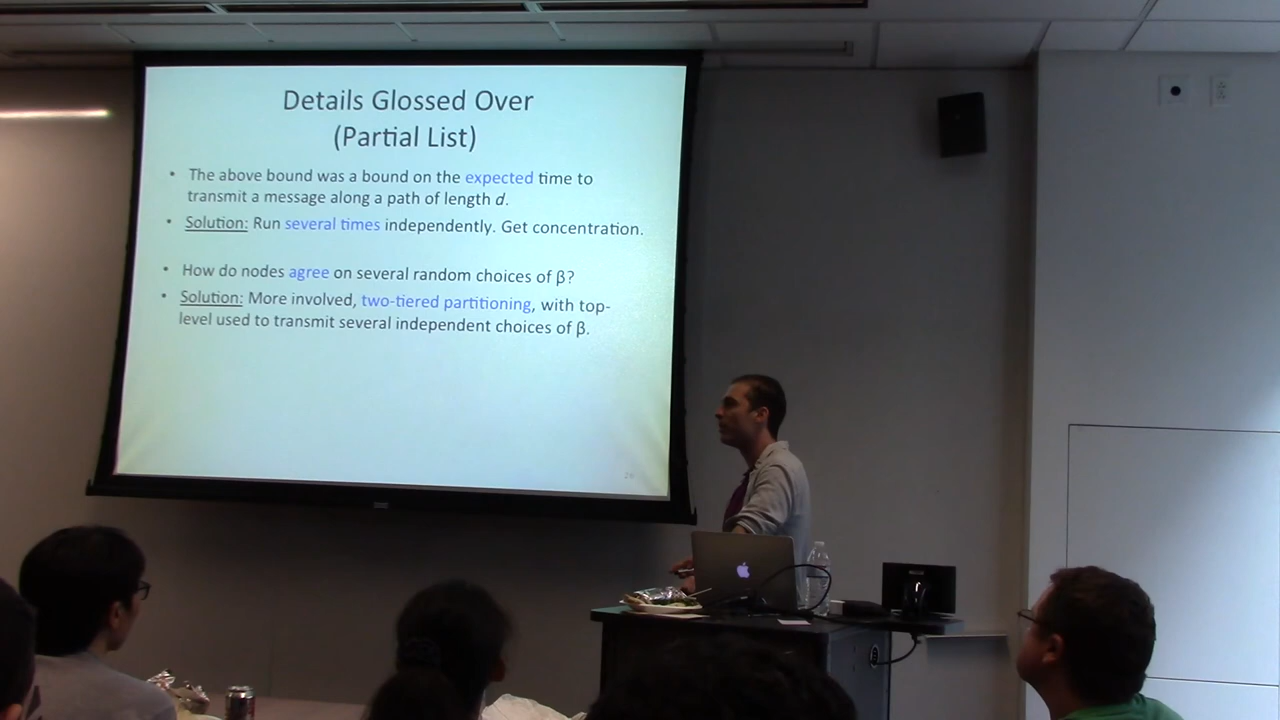 Details Glossed Over
(Partial List)
• The above bound was a bound on the expected time to
transmit a message along a path of length d.
• Solution: Run several times independently. Get concentration.
• How do nodes agree on several random choices of β?
• Solution: More involved, two-tiered partitioning, with top-
level used to transmit several independent choices of β.